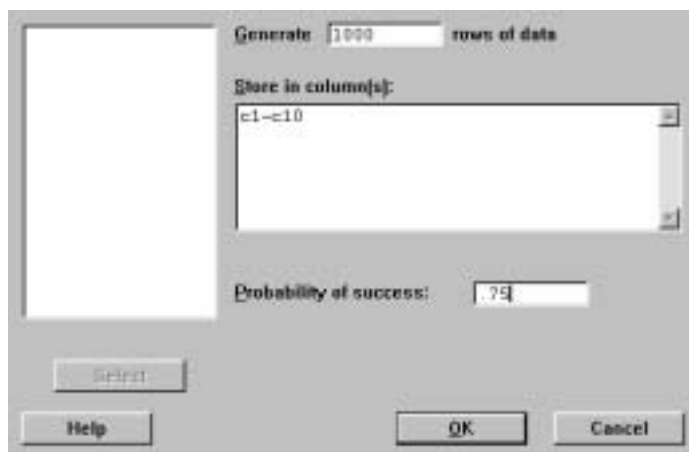 Generate 1000 rows of data
Store in column(s):
c1-c10
Probability of success: .75
Select
Help OK Cancel